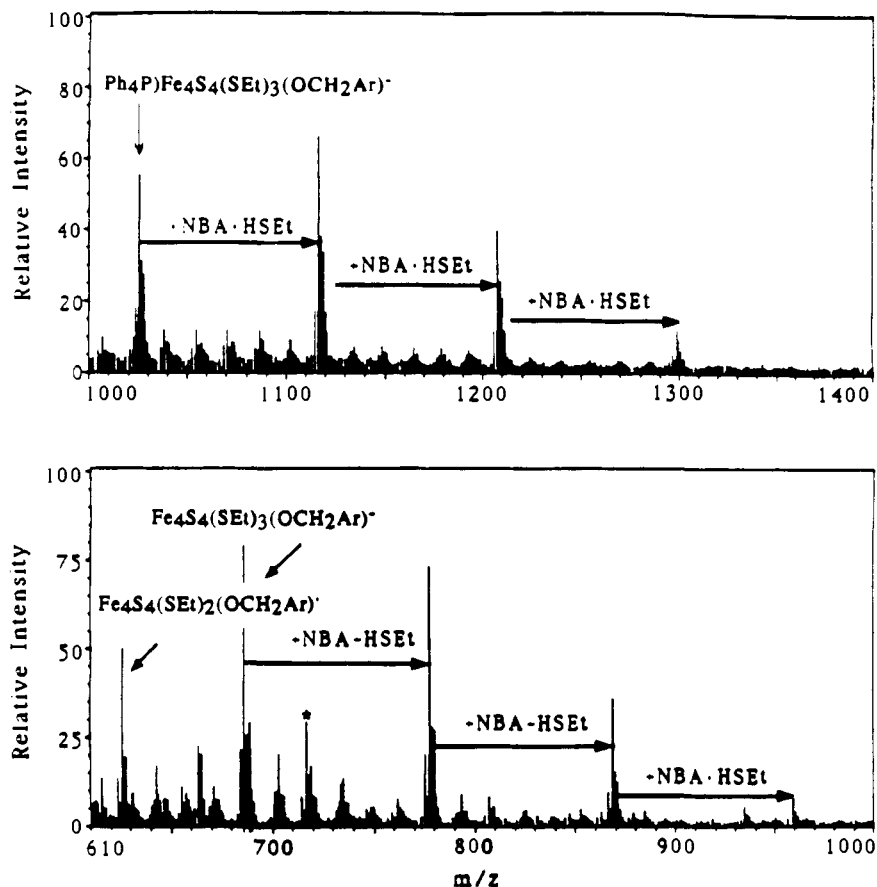 100
80
60
40
20
0
Relative Intensity
Ph4P)Fe4S4(SEt)3(OCH2Ar)-
·NBA·HSEt
+NBA·HSEt
+NBA·HSEt
1000 1100 1200 1300 1400
100
75
50
25
0
Relative Intensity
Fe4S4(SEt)3(OCH2Ar)-
Fe4S4(SEt)2(OCH2Ar)-
+NBA-HSEt
*
+NBA-HSEt
+NBA·HSEt
610 700 800 900 1000
m/z